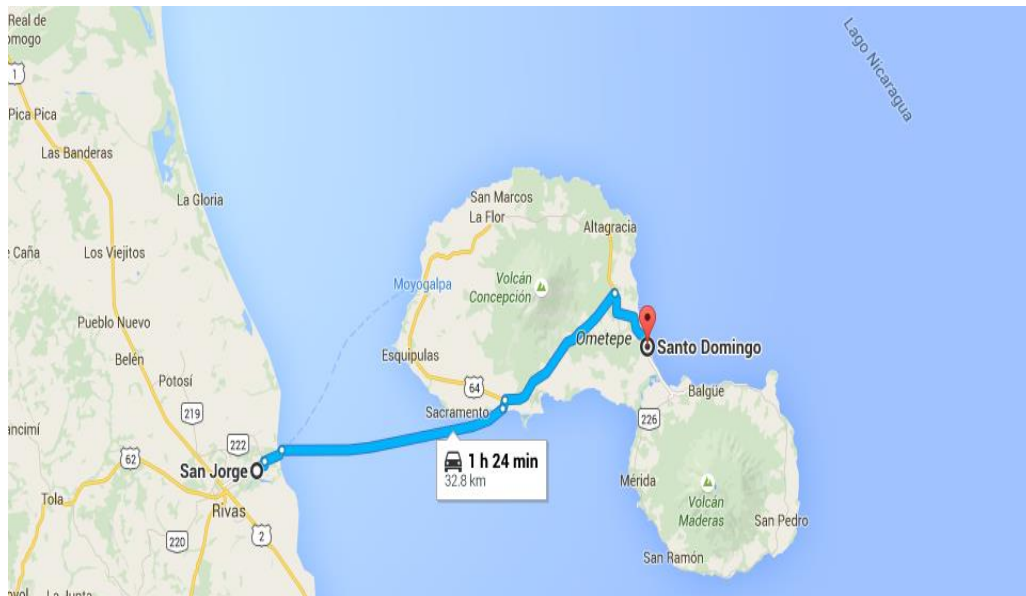 Real de
omogo
1
Pica Pica
Las Banderas
La Gloria
Caña
Los Viejitos
Pueblo Nuevo
Belén
Potosí
219
ancimí
222
62
San Jorge
Tola
Rivas
220
2
La Junta
Lago Nicaragua
San Marcos
La Flor
Altagracia
Moyogalpa
Volcán
Concepción
Esquipulas
Ometepe
Santo Domingo
64
Sacramento
Balgüe
226
1 h 24 min
32.8 km
Mérida
Volcán
Maderas
San Pedro
San Ramón